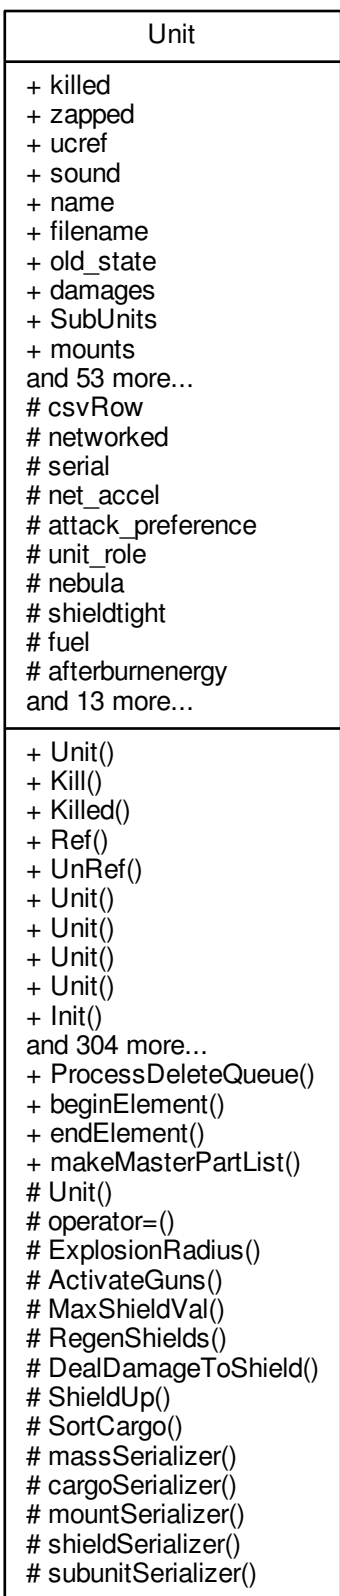 Unit
+ killed
+ zapped
+ ucref
+ sound
+ name
+ filename
+ old_state
+ damages
+ SubUnits
+ mounts
and 53 more...
# csvRow
# networked
# serial
# net_accel
# attack_preference
# unit_role
# nebula
# shieldtight
# fuel
# afterburnenergy
and 13 more...
+ Unit()
+ Kill()
+ Killed()
+ Ref()
+ UnRef()
+ Unit()
+ Unit()
+ Unit()
+ Unit()
+ Init()
and 304 more...
+ ProcessDeleteQueue()
+ beginElement()
+ endElement()
+ makeMasterPartList()
# Unit()
# operator=()
# ExplosionRadius()
# ActivateGuns()
# MaxShieldVal()
# RegenShields()
# DealDamageToShield()
# ShieldUp()
# SortCargo()
# massSerializer()
# cargoSerializer()
# mountSerializer()
# shieldSerializer()
# subunitSerializer()